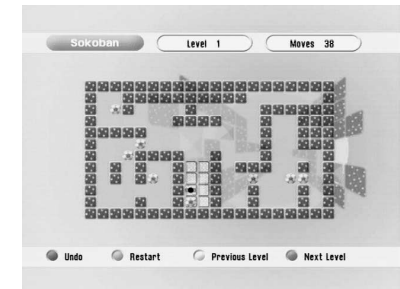 Sokoban Level 1 Moves 38
Undo Restart Previous Level Next Level